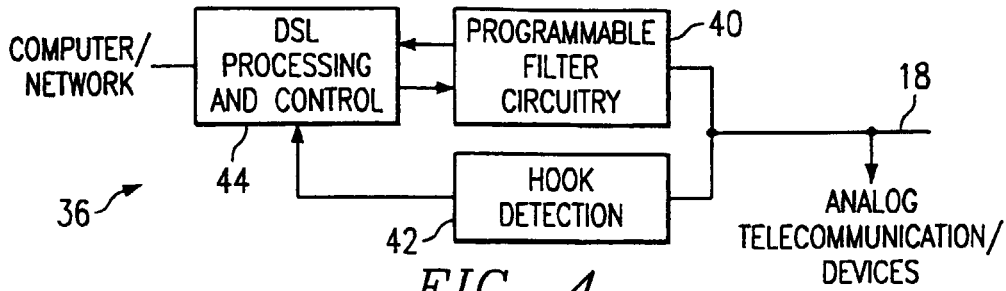 COMPUTER/
NETWORK
DSL
PROCESSING
AND CONTROL
PROGRAMMABLE
FILTER
CIRCUITRY
40
18
44
36
HOOK
DETECTION
42
ANALOG
TELECOMMUNICATION/
DEVICES
FIG. 4